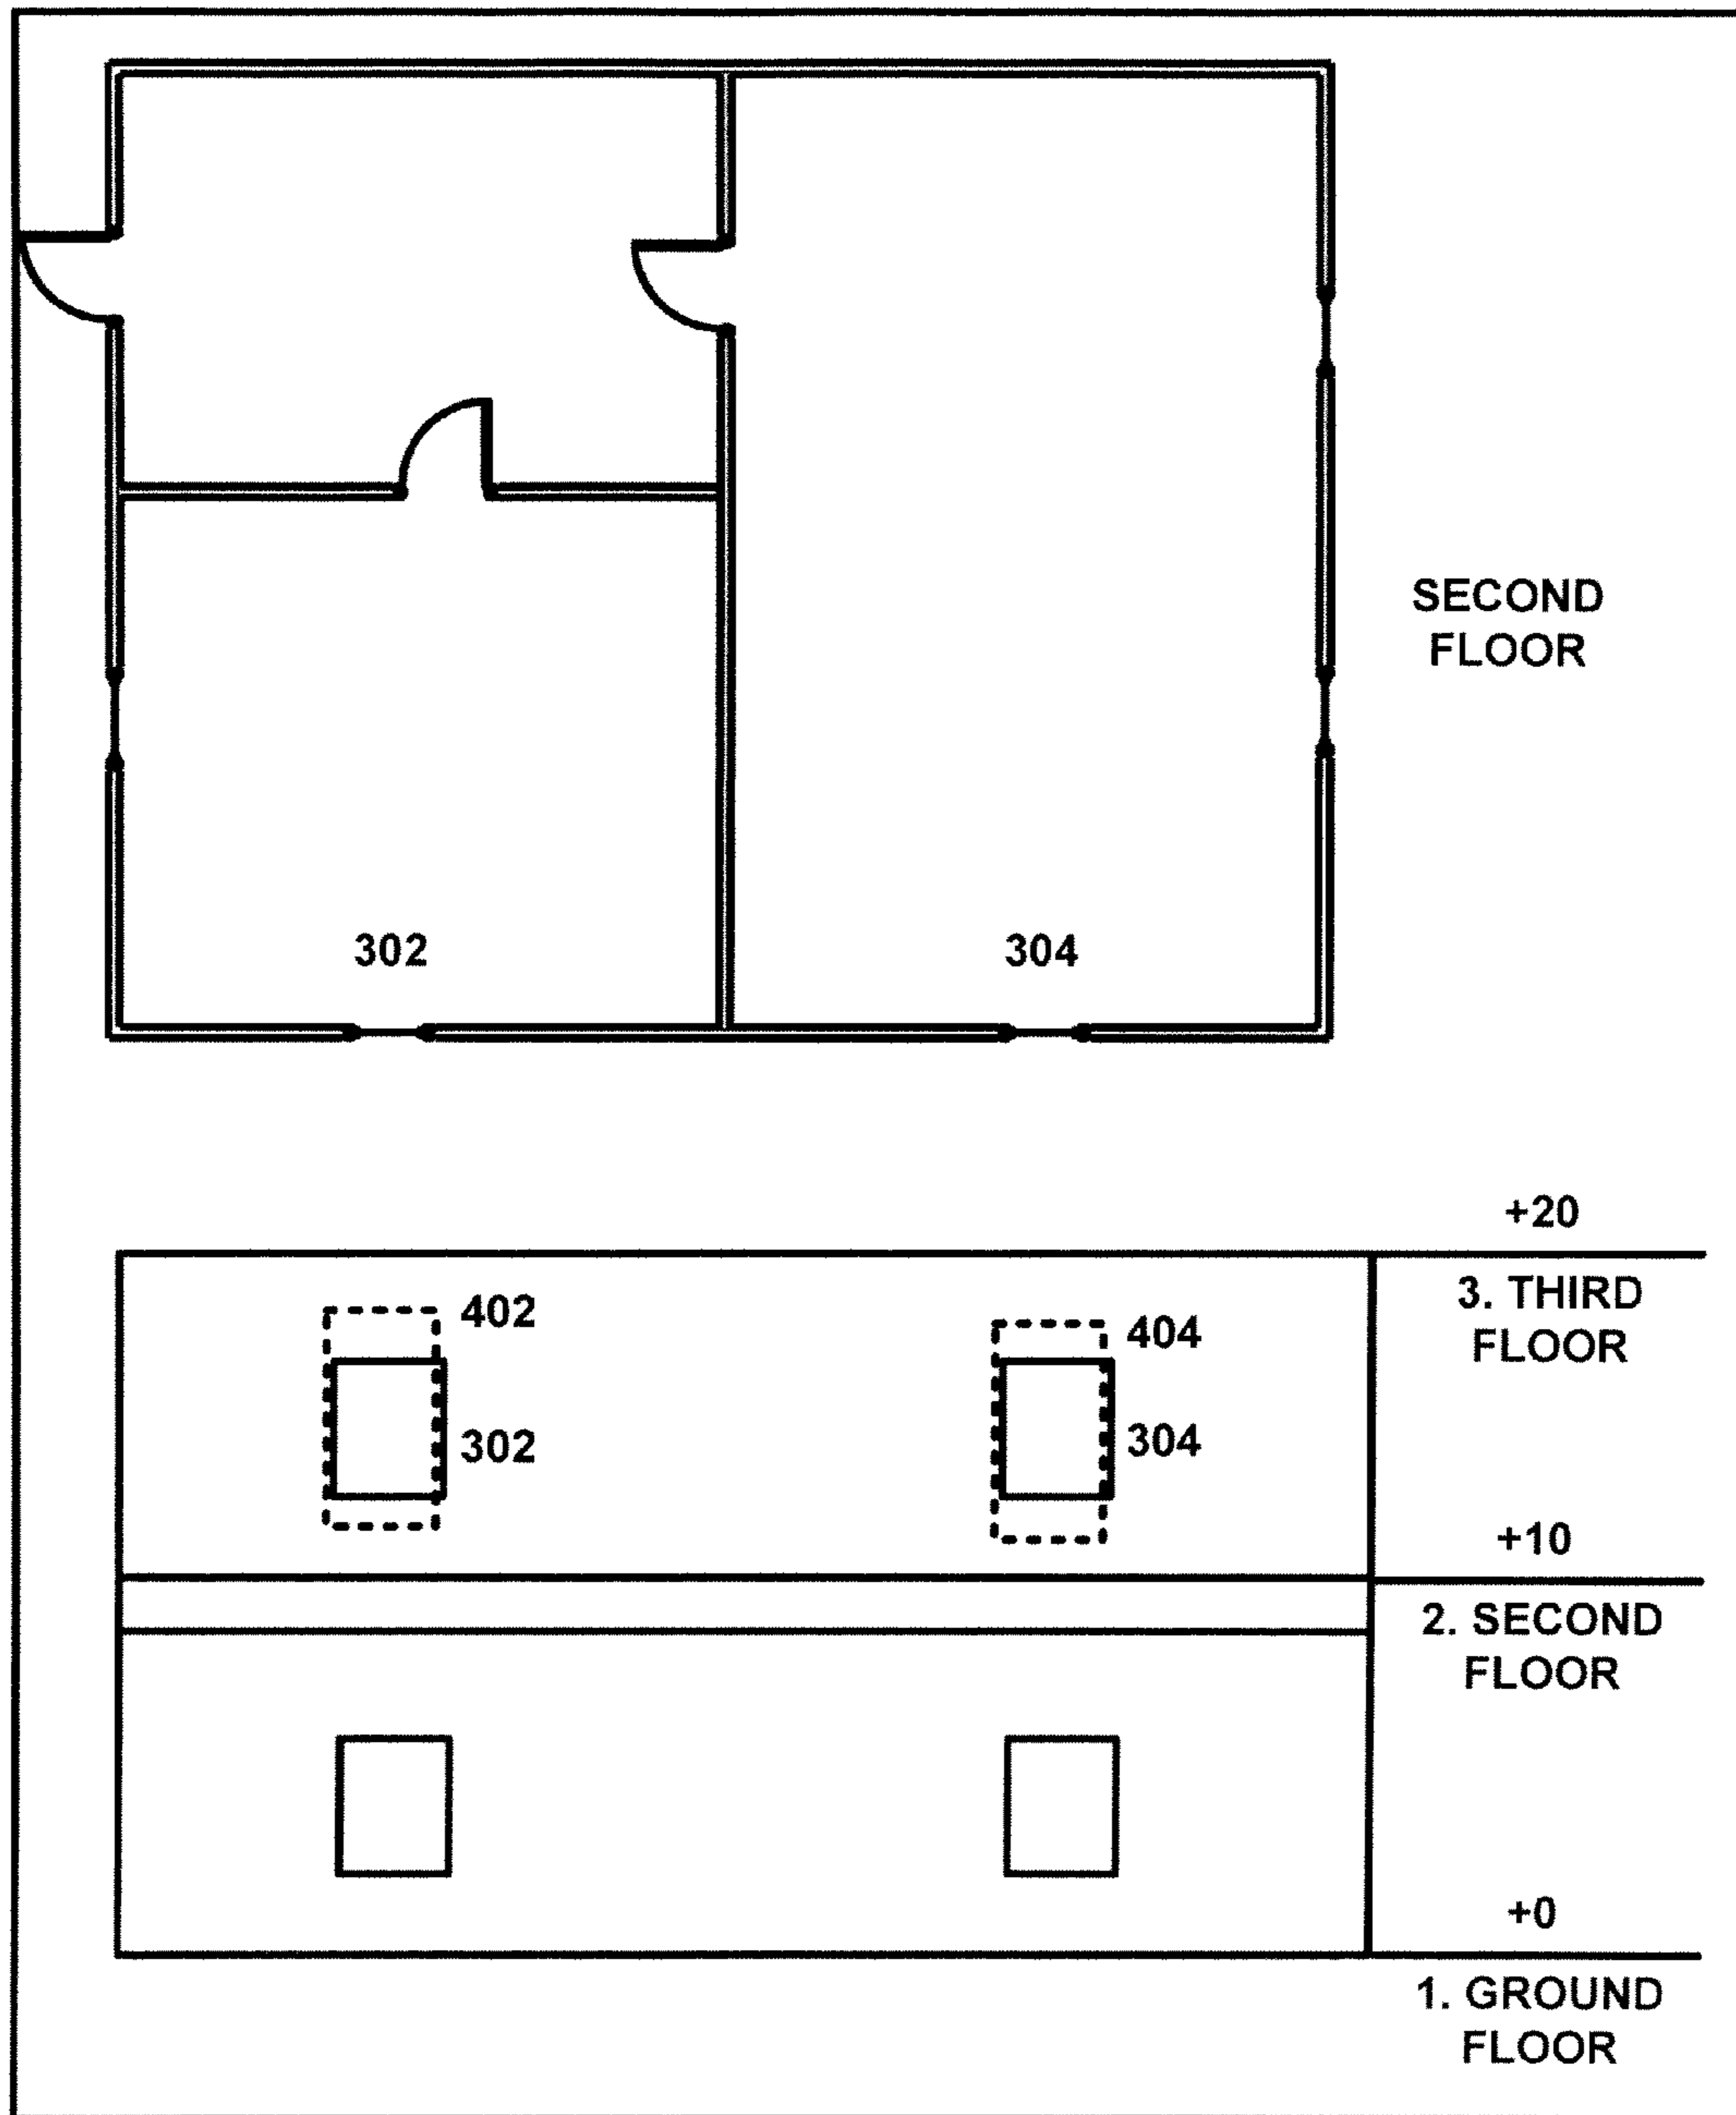 SECOND
FLOOR
302
304
+20
3. THIRD
FLOOR
402
404
302
304
+10
2. SECOND
FLOOR
+0
1. GROUND
FLOOR